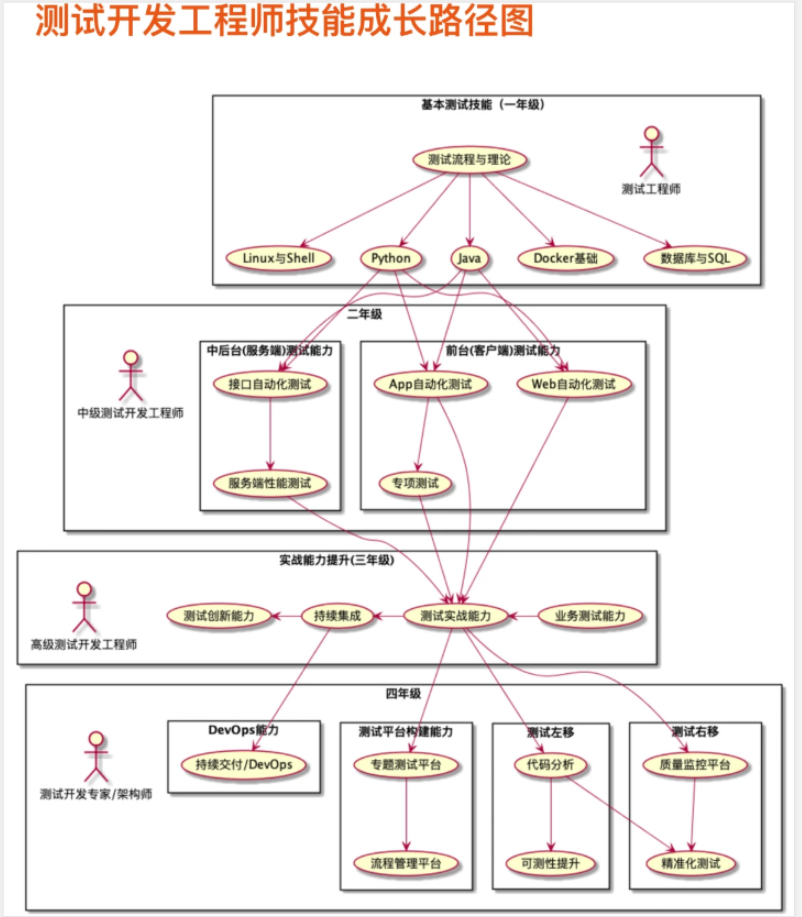 测试开发工程师技能成长路径图
基本测试技能（一年级）
测试流程与理论
测试工程师
Linux与Shell
Python
Java
Docker基础
数据库与SQL
二年级
中后台(服务端)测试能力
前台(客户端)测试能力
中级测试开发工程师
接口自动化测试
App自动化测试
Web自动化测试
服务端性能测试
专项测试
实战能力提升(三年级)
高级测试开发工程师
测试创新能力
持续集成
测试实战能力
业务测试能力
四年级
测试开发专家/架构师
DevOps能力
测试平台构建能力
测试左移
测试右移
持续交付/DevOps
专题测试平台
代码分析
质量监控平台
流程管理平台
可测性提升
精准化测试